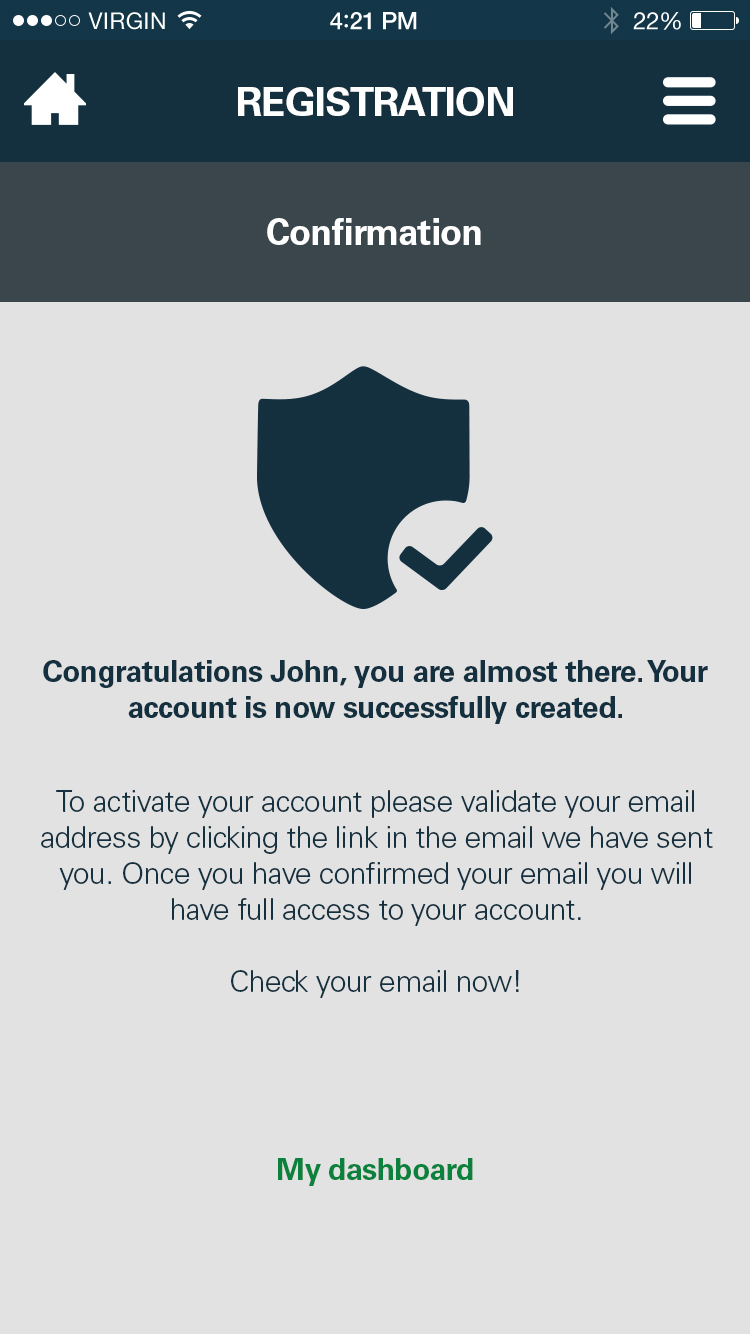 VIRGIN 4:21 PM 22%
REGISTRATION
Confirmation
Congratulations John, you are almost there. Your
account is now successfully created.
To activate your account please validate your email
address by clicking the link in the email we have sent
you. Once you have confirmed your email you will
have full access to your account.
Check your email now!
My dashboard